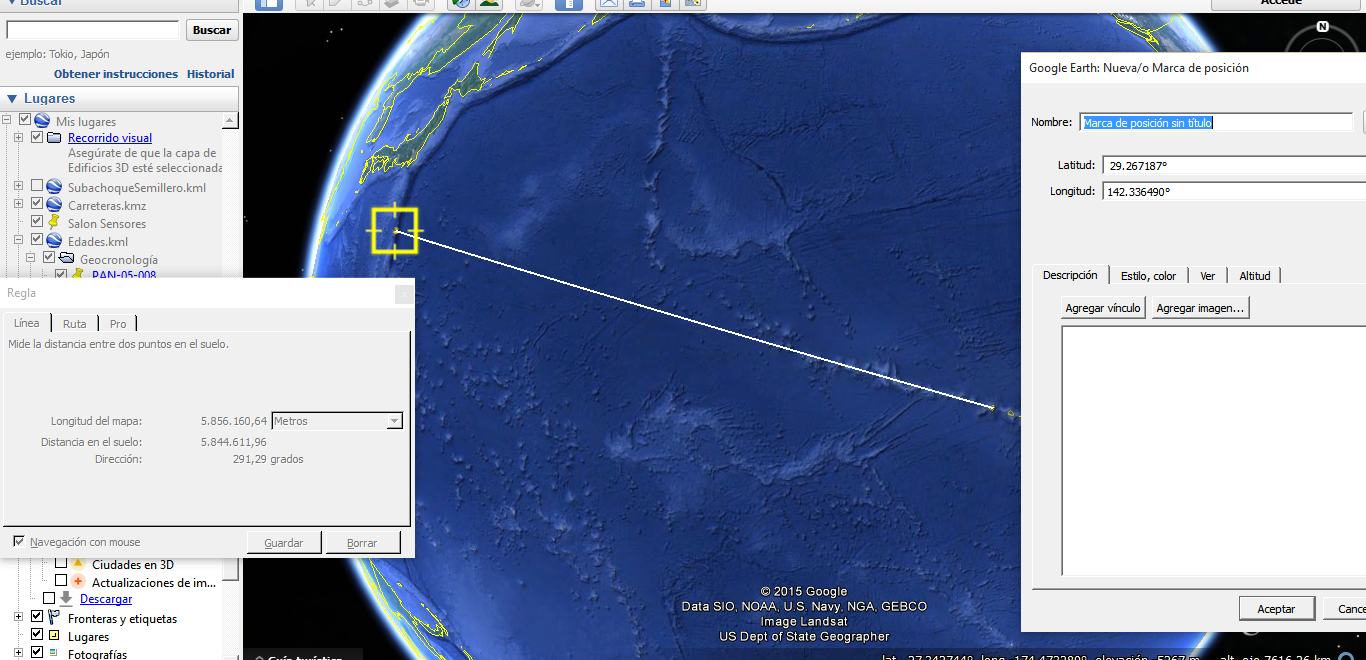 Buscar
Accede
Buscar
ejemplo: Tokio, Japón
Obtener instrucciones Historial
Lugares
Mis lugares
Recorrido visual
Asegúrate de que la capa de
Edificios 3D esté seleccionada
SubachoqueSemillero.kml
Carreteras.kmz
Salon Sensores
Edades.kml
Geocronología
PAN-05-008
Regla
Línea Ruta Pro
Mide la distancia entre dos puntos en el suelo.
Longitud del mapa: 5.856.160,64 Metros
Distancia en el suelo: 5.844.611,96
Dirección: 291,29 grados
Navegación con mouse
Guardar Borrar
Ciudades en 3D
Actualizaciones de im...
Descargar
Fronteras y etiquetas
Lugares
Fotografías
N
Google Earth: Nueva/o Marca de posición
Nombre: Marca de posición sin título
Latitud: 29.267187°
Longitud: 142.336490°
Descripción Estilo, color Ver Altitud
Agregar vínculo Agregar imagen...
Aceptar Cance
© 2015 Google
Data SIO, NOAA, U.S. Navy, NGA, GEBCO
Image Landsat
US Dept of State Geographer
Guía turística